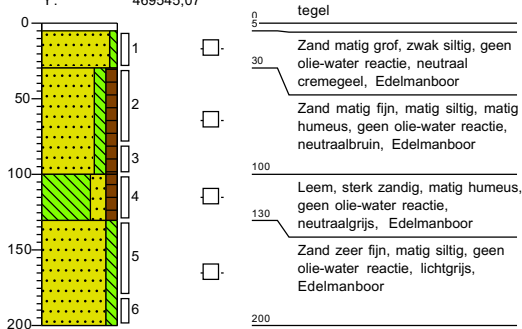 Y: 469545,07
0
50
100
150
200
1
2
3
4
5
6
0
tegel
5
Zand matig grof, zwak siltig, geen
olie-water reactie, neutraal
cremegeel, Edelmanboor
30
Zand matig fijn, matig siltig, matig
humeus, geen olie-water reactie,
neutraalbruin, Edelmanboor
100
Leem, sterk zandig, matig humeus,
geen olie-water reactie,
neutraalgrijs, Edelmanboor
130
Zand zeer fijn, matig siltig, geen
olie-water reactie, lichtgrijs,
Edelmanboor
200